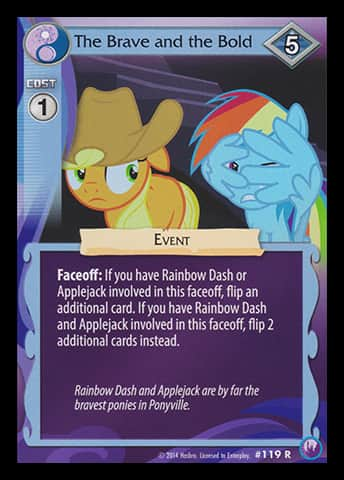 The Brave and the Bold
5
COST
1
EVENT
Faceoff: If you have Rainbow Dash or
Applejack involved in this faceoff, flip an
additional card. If you have Rainbow Dash
and Applejack involved in this faceoff, flip 2
additional cards instead.
Rainbow Dash and Applejack are by far the
bravest ponies in Ponyville.
© 2014 Hasbro. Licensed to Enterplay. #119 R